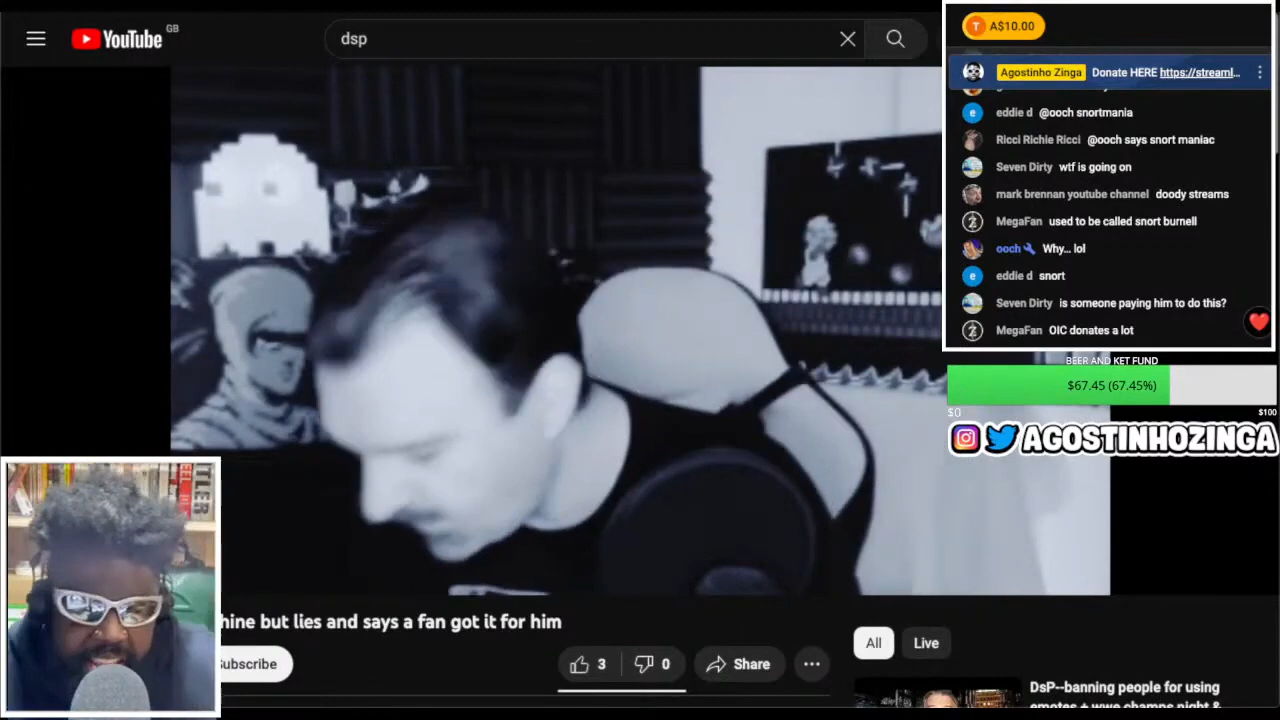 YouTube GB
dsp
A$10.00
T
Agostinho Zinga Donate HERE https://streaml...
eddie d @ooch snortmania
Ricci Richie Ricci @ooch says snort maniac
Seven Dirty wtf is going on
mark brennan youtube channel doody streams
MegaFan used to be called snort burnell
ooch Why... lol
eddie d snort
Seven Dirty is someone paying him to do this?
MegaFan OIC donates a lot
BEER AND KET FUND
$67.45 (67.45%)
$0 $100
AGOSTINHOZINGA
hine but lies and says a fan got it for him
ubscribe
3
0
Share
All
Live
DsP--banning people for using
emotes + wwe champs night &